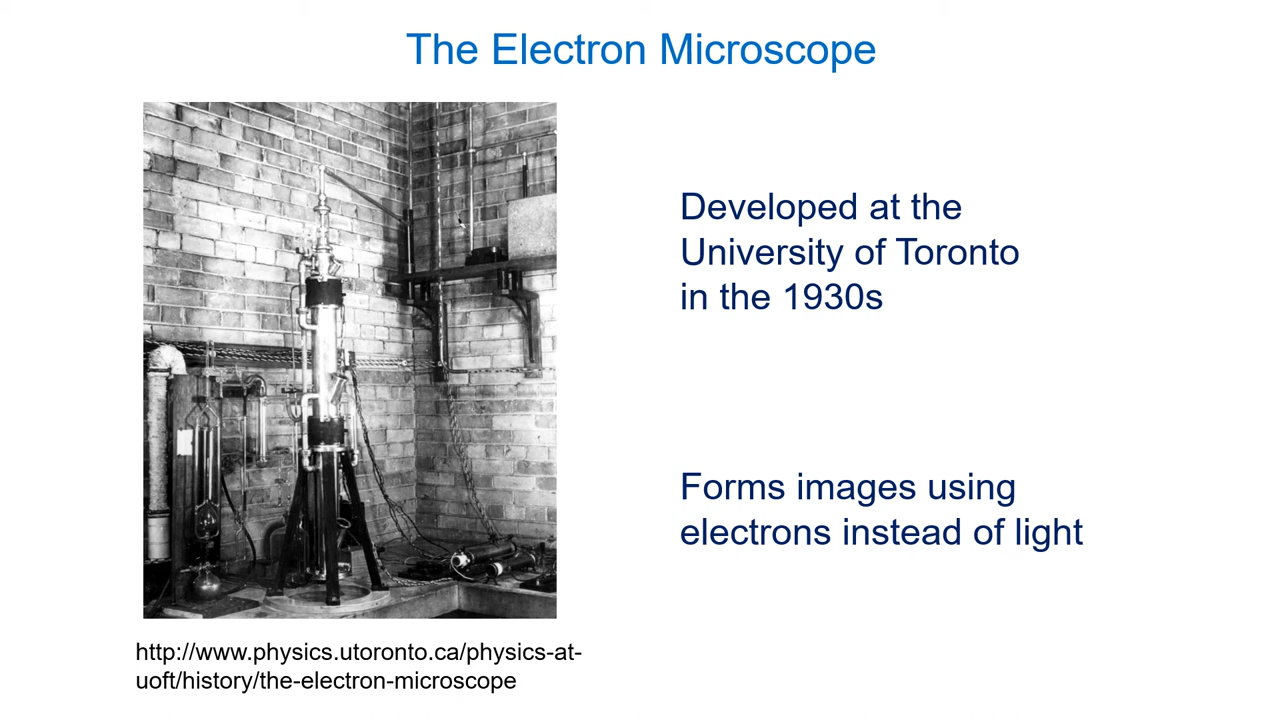 The Electron Microscope
Developed at the
University of Toronto
in the 1930s
Forms images using
electrons instead of light
http://www.physics.utoronto.ca/physics-at-
uoft/history/the-electron-microscope